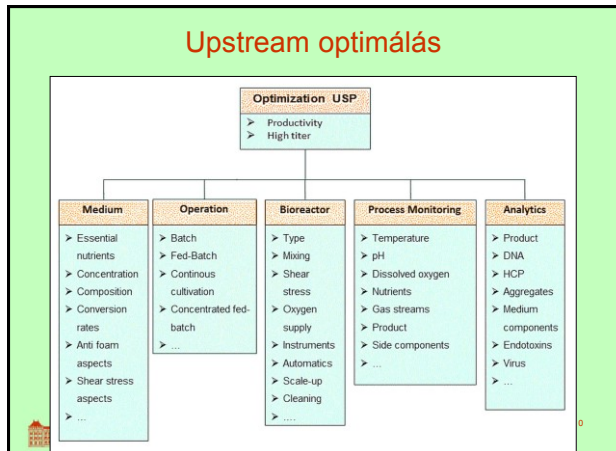 Upstream optimálás
Optimization USP
➢ Productivity
➢ High titer
Medium
➢ Essential
nutrients
➢ Concentration
➢ Composition
➢ Conversion
rates
➢ Anti foam
aspects
➢ Shear stress
aspects
➢ ...
Operation
➢ Batch
➢ Fed-Batch
➢ Continous
cultivation
➢ Concentrated fed-
batch
➢ ...
Bioreactor
➢ Type
➢ Mixing
➢ Shear
stress
➢ Oxygen
supply
➢ Instruments
➢ Automatics
➢ Scale-up
➢ Cleaning
➢ ....
Process Monitoring
➢ Temperature
➢ pH
➢ Dissolved oxygen
➢ Nutrients
➢ Gas streams
➢ Product
➢ Side components
➢ ...
Analytics
➢ Product
➢ DNA
➢ HCP
➢ Aggregates
➢ Medium
components
➢ Endotoxins
➢ Virus
➢ ...
0